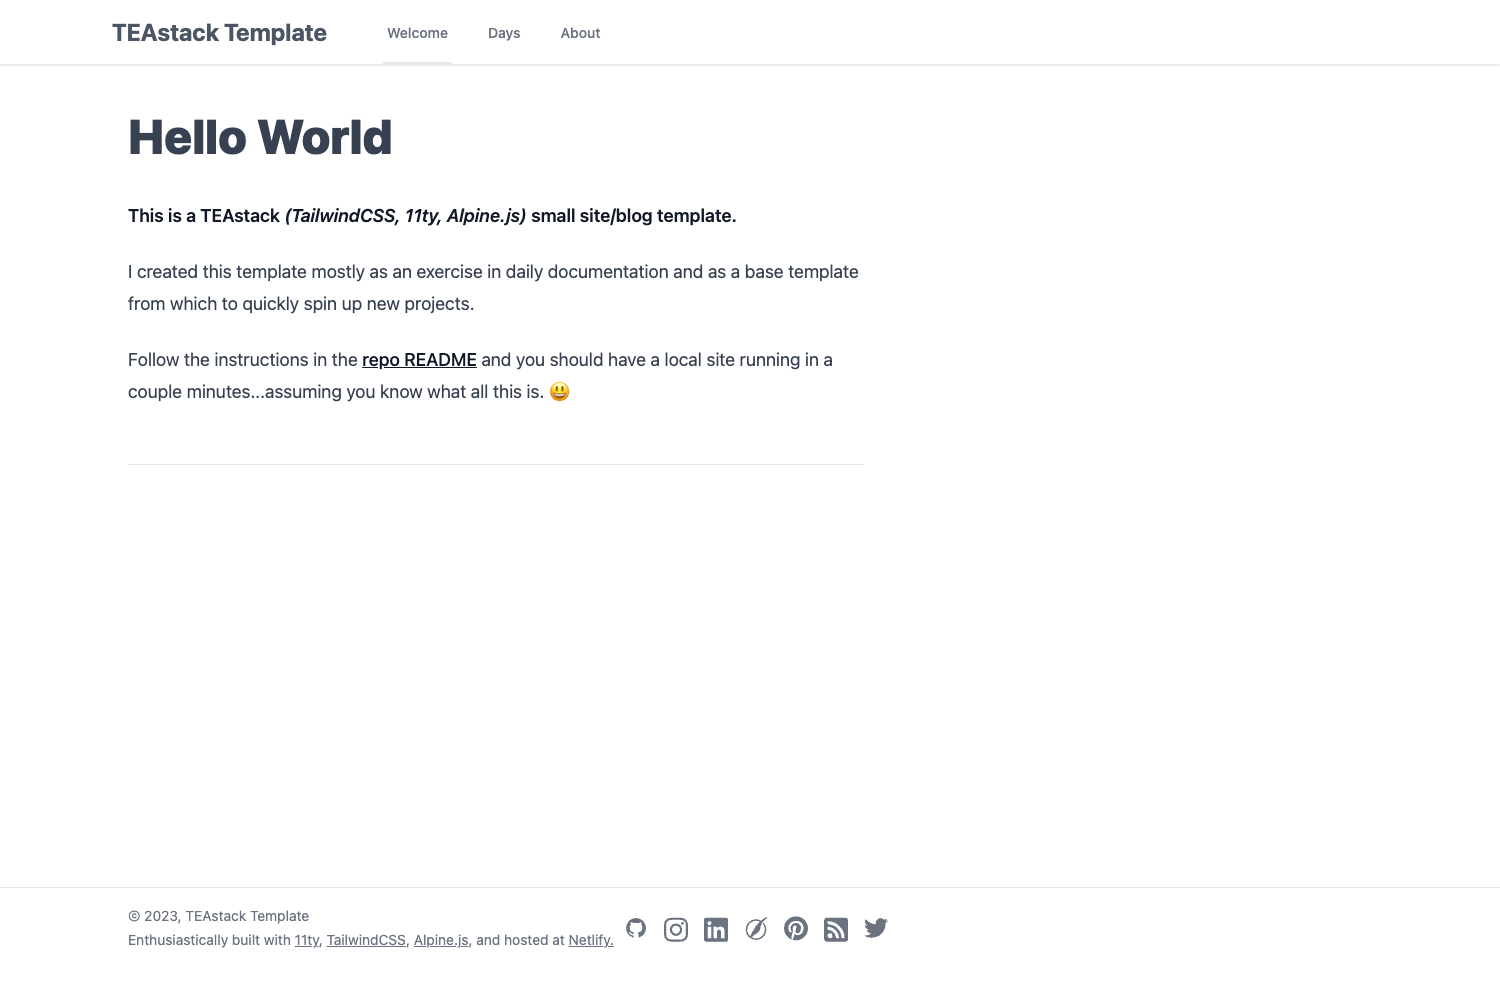 TEAstack Template
Welcome
Days
About
Hello World
This is a TEAstack (TailwindCSS, 11ty, Alpine.js) small site/blog template.
I created this template mostly as an exercise in daily documentation and as a base template
from which to quickly spin up new projects.
Follow the instructions in the repo README and you should have a local site running in a
couple minutes...assuming you know what all this is. 😃
© 2023, TEAstack Template
Enthusiastically built with 11ty, TailwindCSS, Alpine.js, and hosted at Netlify.